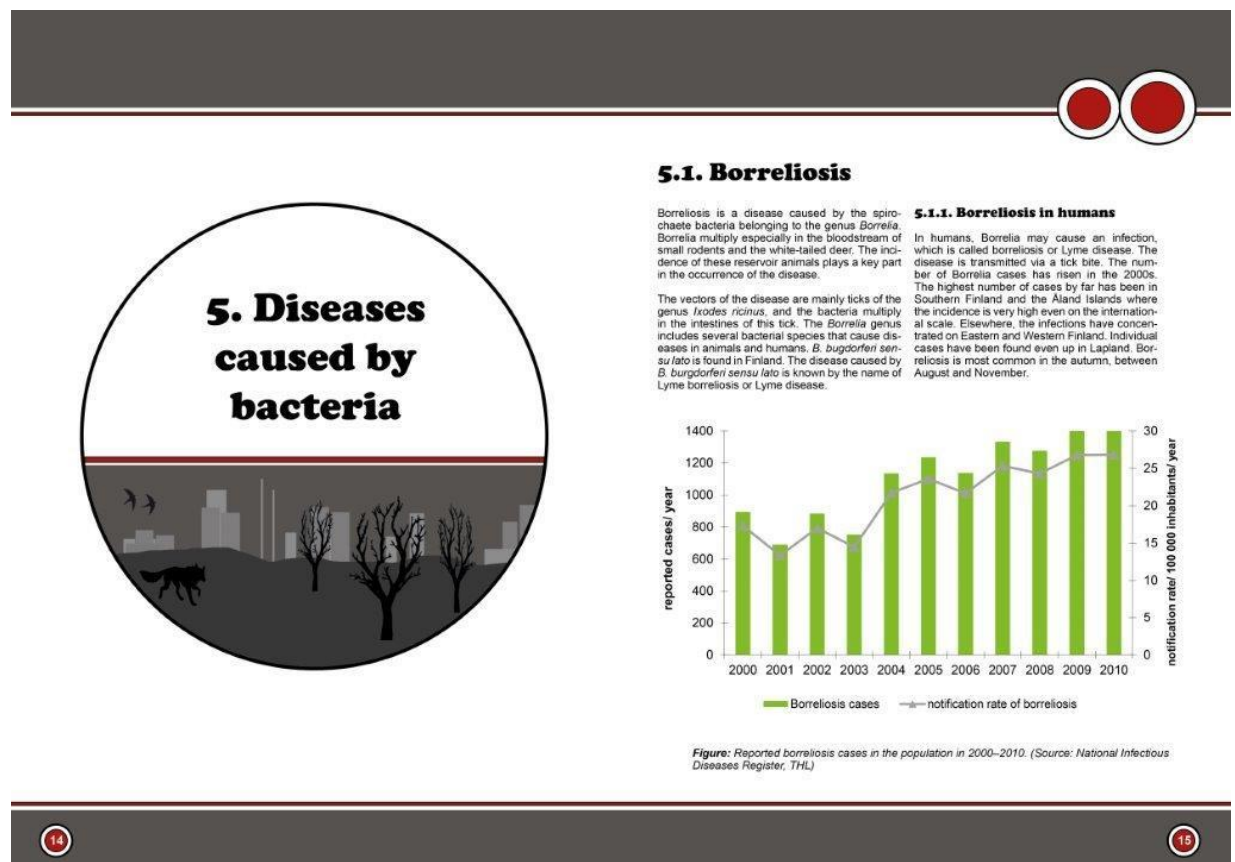 5. Diseases
caused by
bacteria
14
5.1. Borreliosis
Borreliosis is a disease caused by the spiro-
chaete bacteria belonging to the genus Borrelia.
Borrelia multiply especially in the bloodstream of
small rodents and the white-tailed deer. The inci-
dence of these reservoir animals plays a key part
in the occurrence of the disease.
The vectors of the disease are mainly ticks of the
genus Ixodes ricinus, and the bacteria multiply
in the intestines of this tick. The Borrelia genus
includes several bacterial species that cause dis-
eases in animals and humans. B. bugdorferi sen-
su lato is found in Finland. The disease caused by
B. burgdorferi sensu lato is known by the name of
Lyme borreliosis or Lyme disease.
5.1.1. Borreliosis in humans
In humans, Borrelia may cause an infection,
which is called borreliosis or Lyme disease. The
disease is transmitted via a tick bite. The num-
ber of Borrelia cases has risen in the 2000s.
The highest number of cases by far has been in
Southern Finland and the Åland Islands where
the incidence is very high even on the internation-
al scale. Elsewhere, the infections have concen-
trated on Eastern and Western Finland. Individual
cases have been found even up in Lapland. Bor-
reliosis is most common in the autumn, between
August and November.
reported cases/ year
1400
1200
1000
800
600
400
200
0
30
25
20
15
10
5
0
notification rate/ 100 000 inhabitants/ year
2000 2001 2002 2003 2004 2005 2006 2007 2008 2009 2010
Borreliosis cases notification rate of borreliosis
Figure: Reported borreliosis cases in the population in 2000–2010. (Source: National Infectious
Diseases Register, THL)
15